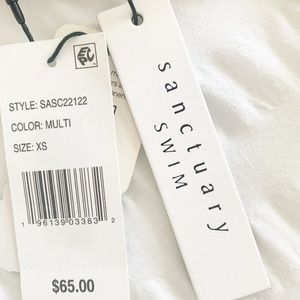 STYLE: SASC22122
COLOR: MULTI
SIZE: XS
1 96139 03383 2
$65.00
sanctuary
SWIM